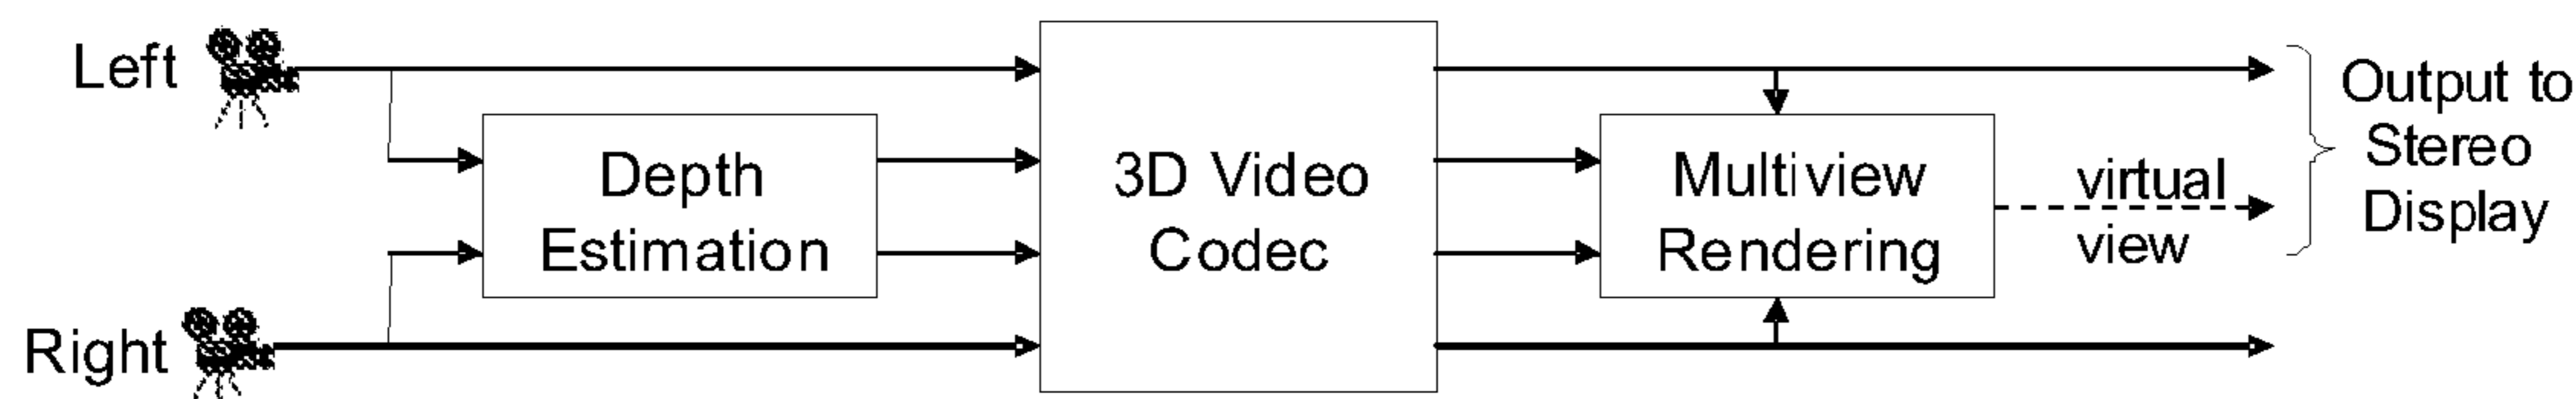 Left
Right
Depth
Estimation
3D Video
Codec
Multiview
Rendering
virtual
view
Output to
Stereo
Display